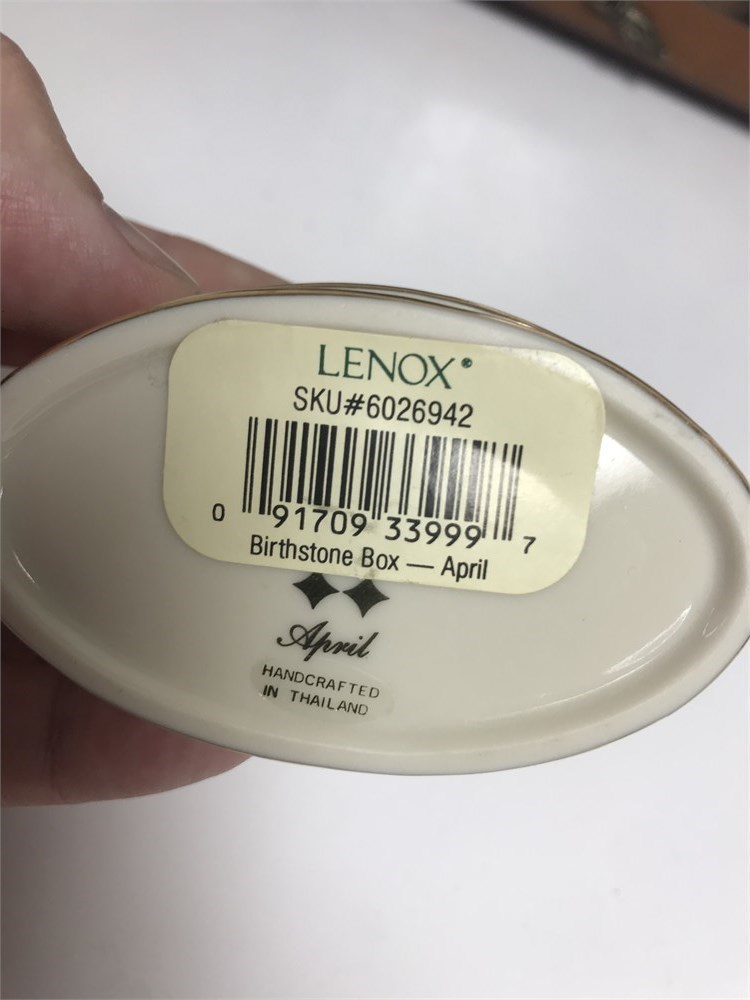 LENOX®
SKU#6026942
0 91709 33999 7
Birthstone Box — April
April
HANDCRAFTED
IN THAILAND